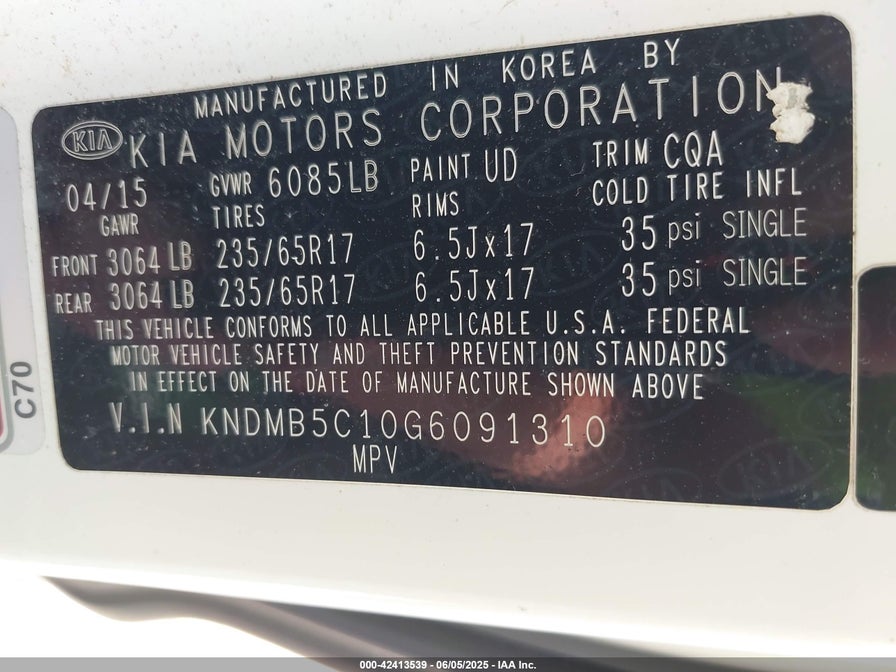 MANUFACTURED IN KOREA BY
KIA KIA MOTORS CORPORATION
04/15 GVWR 6085LB PAINT UD TRIM CQA
GAWR TIRES RIMS COLD TIRE INFL
FRONT 3064 LB 235/65R17 6.5Jx17 35 psi SINGLE
REAR 3064 LB 235/65R17 6.5Jx17 35 psi SINGLE
THIS VEHICLE CONFORMS TO ALL APPLICABLE U.S.A. FEDERAL
MOTOR VEHICLE SAFETY AND THEFT PREVENTION STANDARDS
IN EFFECT ON THE DATE OF MANUFACTURE SHOWN ABOVE
V.I.N KNDMB5C10G6091310
MPV
C70
000-42413539 - 06/05/2025 - IAA Inc.